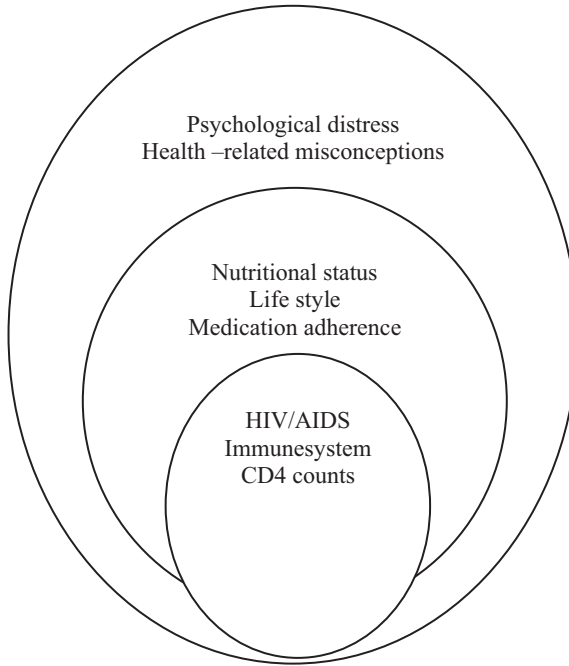 Psychological distress
Health –related misconceptions
Nutritional status
Life style
Medication adherence
HIV/AIDS
Immunesystem
CD4 counts